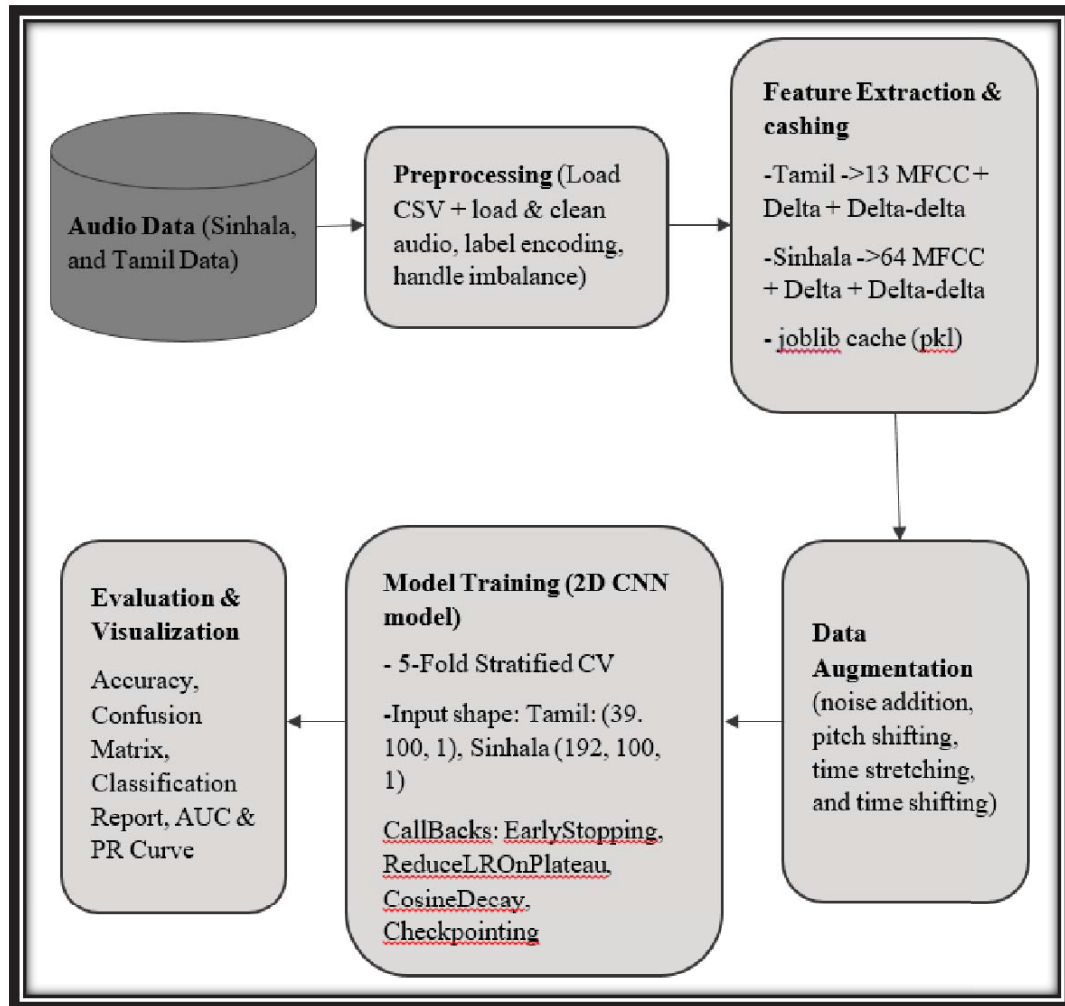 Audio Data (Sinhala,
and Tamil Data)
Preprocessing (Load
CSV + load & clean
audio, label encoding,
handle imbalance)
Feature Extraction &
cashing
-Tamil ->13 MFCC +
Delta + Delta-delta
-Sinhala ->64 MFCC
+ Delta + Delta-delta
- joblib cache (pkl)
Data
Augmentation
(noise addition,
pitch shifting,
time stretching,
and time shifting)
Model Training (2D CNN
model)
- 5-Fold Stratified CV
-Input shape: Tamil: (39.
100, 1), Sinhala (192, 100,
1)
CallBacks: EarlyStopping,
ReduceLROnPlateau,
CosineDecay,
Checkpointing
Evaluation &
Visualization
Accuracy,
Confusion
Matrix,
Classification
Report, AUC &
PR Curve